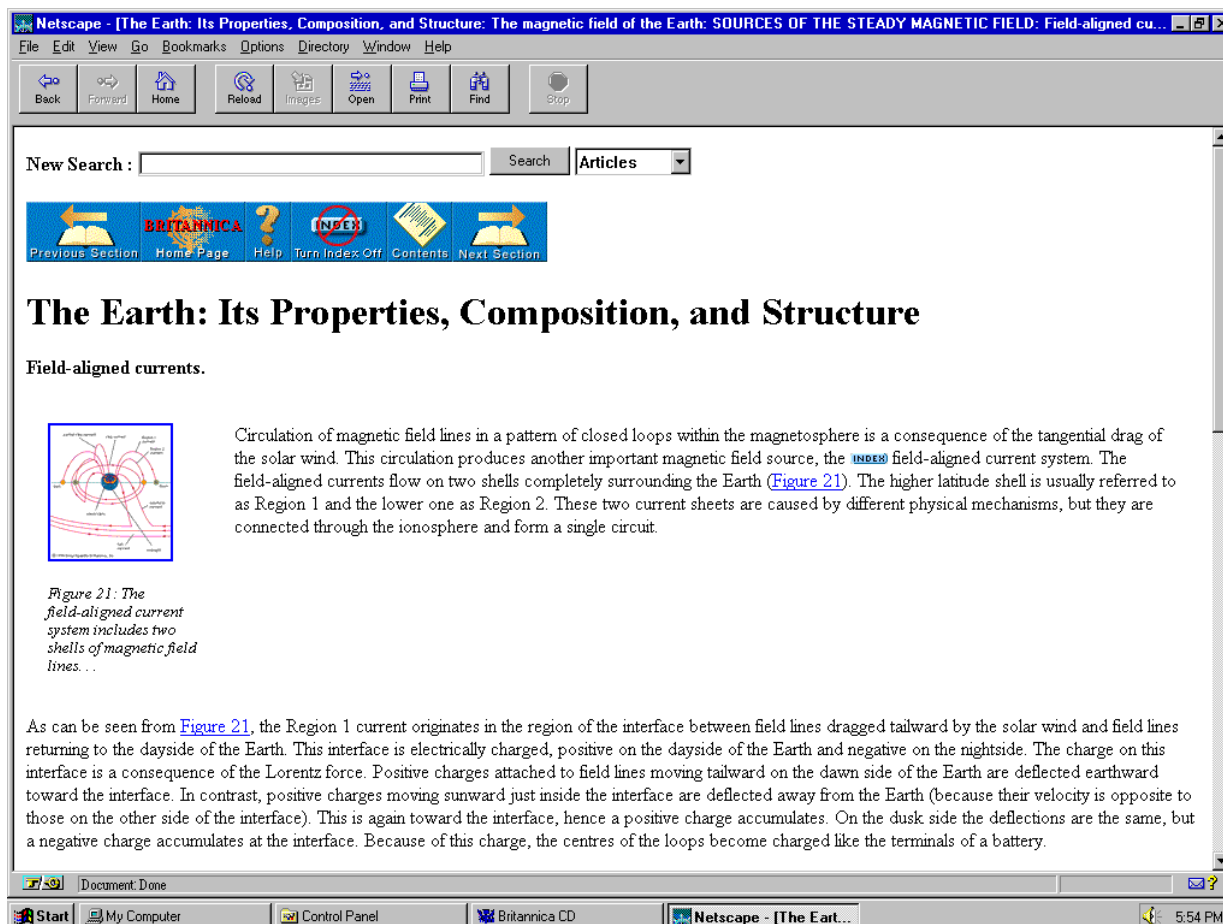 Netscape - [The Earth: Its Properties, Composition, and Structure: The magnetic field of the Earth: SOURCES OF THE STEADY MAGNETIC FIELD: Field-aligned cu...
File Edit View Go Bookmarks Options Directory Window Help
Back Forward Home Reload Images Open Print Find Stop
New Search : Search Articles
BRITANNICA INDEX
Previous Section Home Page Help Turn Index Off Contents Next Section
The Earth: Its Properties, Composition, and Structure
Field-aligned currents.
Circulation of magnetic field lines in a pattern of closed loops within the magnetosphere is a consequence of the tangential drag of
the solar wind. This circulation produces another important magnetic field source, the INDEX field-aligned current system. The
field-aligned currents flow on two shells completely surrounding the Earth (Figure 21). The higher latitude shell is usually referred to
as Region 1 and the lower one as Region 2. These two current sheets are caused by different physical mechanisms, but they are
connected through the ionosphere and form a single circuit.
Figure 21: The
field-aligned current
system includes two
shells of magnetic field
lines. . .
As can be seen from Figure 21, the Region 1 current originates in the region of the interface between field lines dragged tailward by the solar wind and field lines
returning to the dayside of the Earth. This interface is electrically charged, positive on the dayside of the Earth and negative on the nightside. The charge on this
interface is a consequence of the Lorentz force. Positive charges attached to field lines moving tailward on the dawn side of the Earth are deflected earthward
toward the interface. In contrast, positive charges moving sunward just inside the interface are deflected away from the Earth (because their velocity is opposite to
those on the other side of the interface). This is again toward the interface, hence a positive charge accumulates. On the dusk side the deflections are the same, but
a negative charge accumulates at the interface. Because of this charge, the centres of the loops become charged like the terminals of a battery.
Document: Done
Start My Computer Control Panel Britannica CD Netscape - [The Eart... 5:54 PM